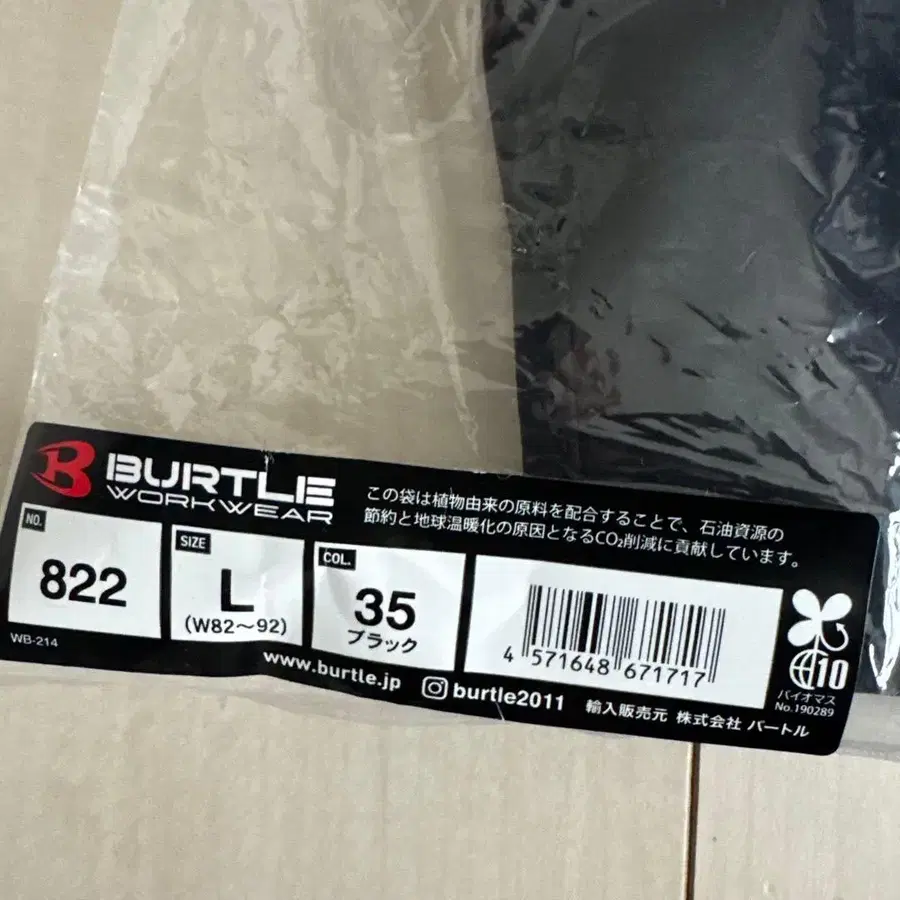 BURTLE
WORKWEAR
この袋は植物由来の原料を配合することで、石油資源の
節約と地球温暖化の原因となるCO₂削減に貢献しています。
NO.
822
SIZE
L
(W82～92)
COL.
35
ブラック
4 571648 671717
10
バイオマス
No.190289
WB-214
www.burtle.jp
burtle2011
輸入販売元 株式会社 バートル